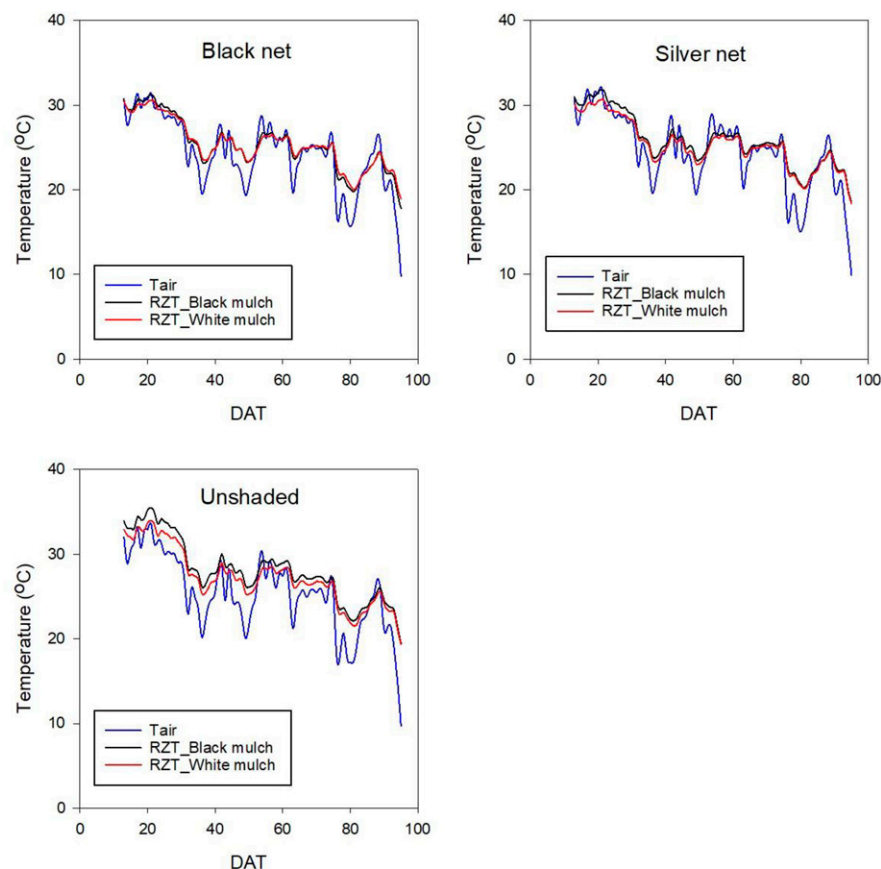 Black net
Temperature (°C)
40
30
20
10
0
Tair
RZT_Black mulch
RZT_White mulch
0 20 40 60 80 100
DAT
Silver net
Temperature (°C)
40
30
20
10
0
Tair
RZT_Black mulch
RZT_White mulch
0 20 40 60 80 100
DAT
Unshaded
Temperature (°C)
40
30
20
10
0
Tair
RZT_Black mulch
RZT_White mulch
0 20 40 60 80 100
DAT